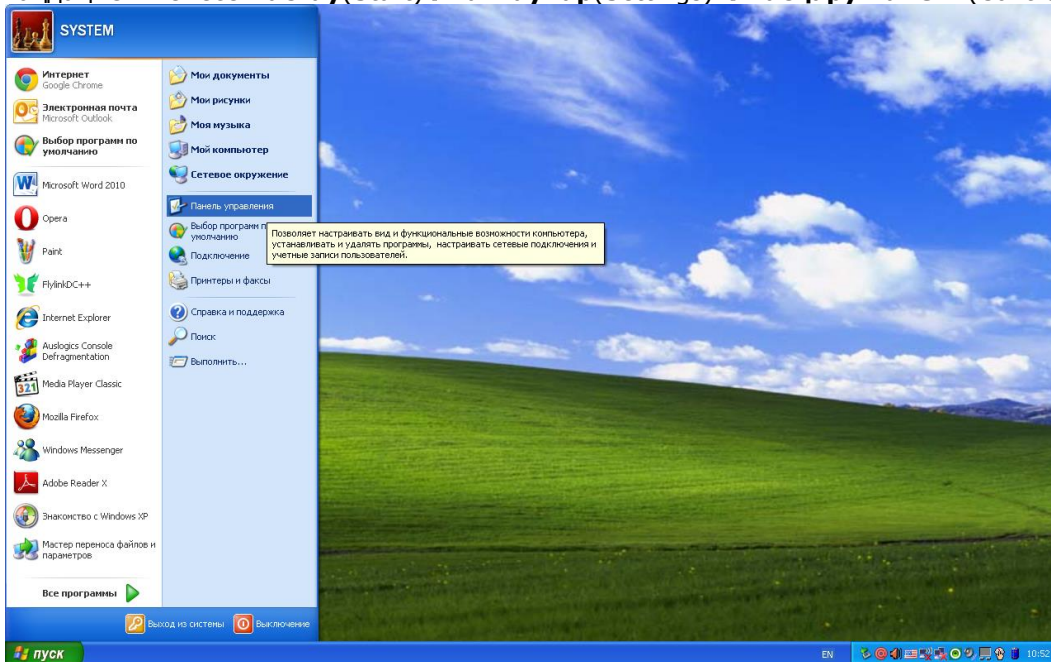 SYSTEM
Интернет
Google Chrome
Электронная почта
Microsoft Outlook
Выбор программ по
умолчанию
Microsoft Word 2010
Opera
Paint
FlylinkDC++
Internet Explorer
Auslogics Console
Defragmentation
Media Player Classic
Mozilla Firefox
Windows Messenger
Adobe Reader X
Знакомство с Windows XP
Мастер переноса файлов и
параметров
Все программы
Мои документы
Мои рисунки
Моя музыка
Мой компьютер
Сетевое окружение
Панель управления
Выбор программ п
умолчанию
Подключение
Принтеры и факсы
Справка и поддержка
Поиск
Выполнить...
Позволяет настраивать вид и функциональные возможности компьютера,
устанавливать и удалять программы, настраивать сетевые подключения и
учетные записи пользователей.
Выход из системы
Выключение
пуск
EN
10:52